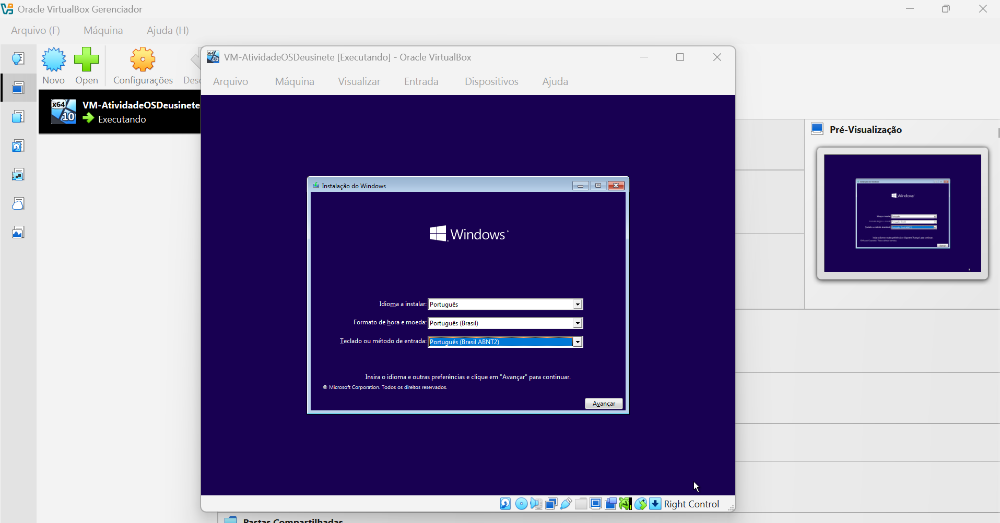 Oracle VirtualBox Gerenciador
Arquivo (F) Máquina Ajuda (H)
Novo Open Configurações Desc
x64 10 VM-AtividadeOSDeusinete
Executando
x64 10 VM-AtividadeOSDeusinete [Executando] - Oracle VirtualBox
Arquivo Máquina Visualizar Entrada Dispositivos Ajuda
Instalação do Windows
Windows
Idioma a instalar: Português
Formato de hora e moeda: Português (Brasil)
Teclado ou método de entrada: Português (Brasil ABNT2)
Insira o idioma e outras preferências e clique em "Avançar" para continuar.
© Microsoft Corporation. Todos os direitos reservados.
Avançar
Right Control
Pré-Visualização
Windows
Pastas Compartilhadas